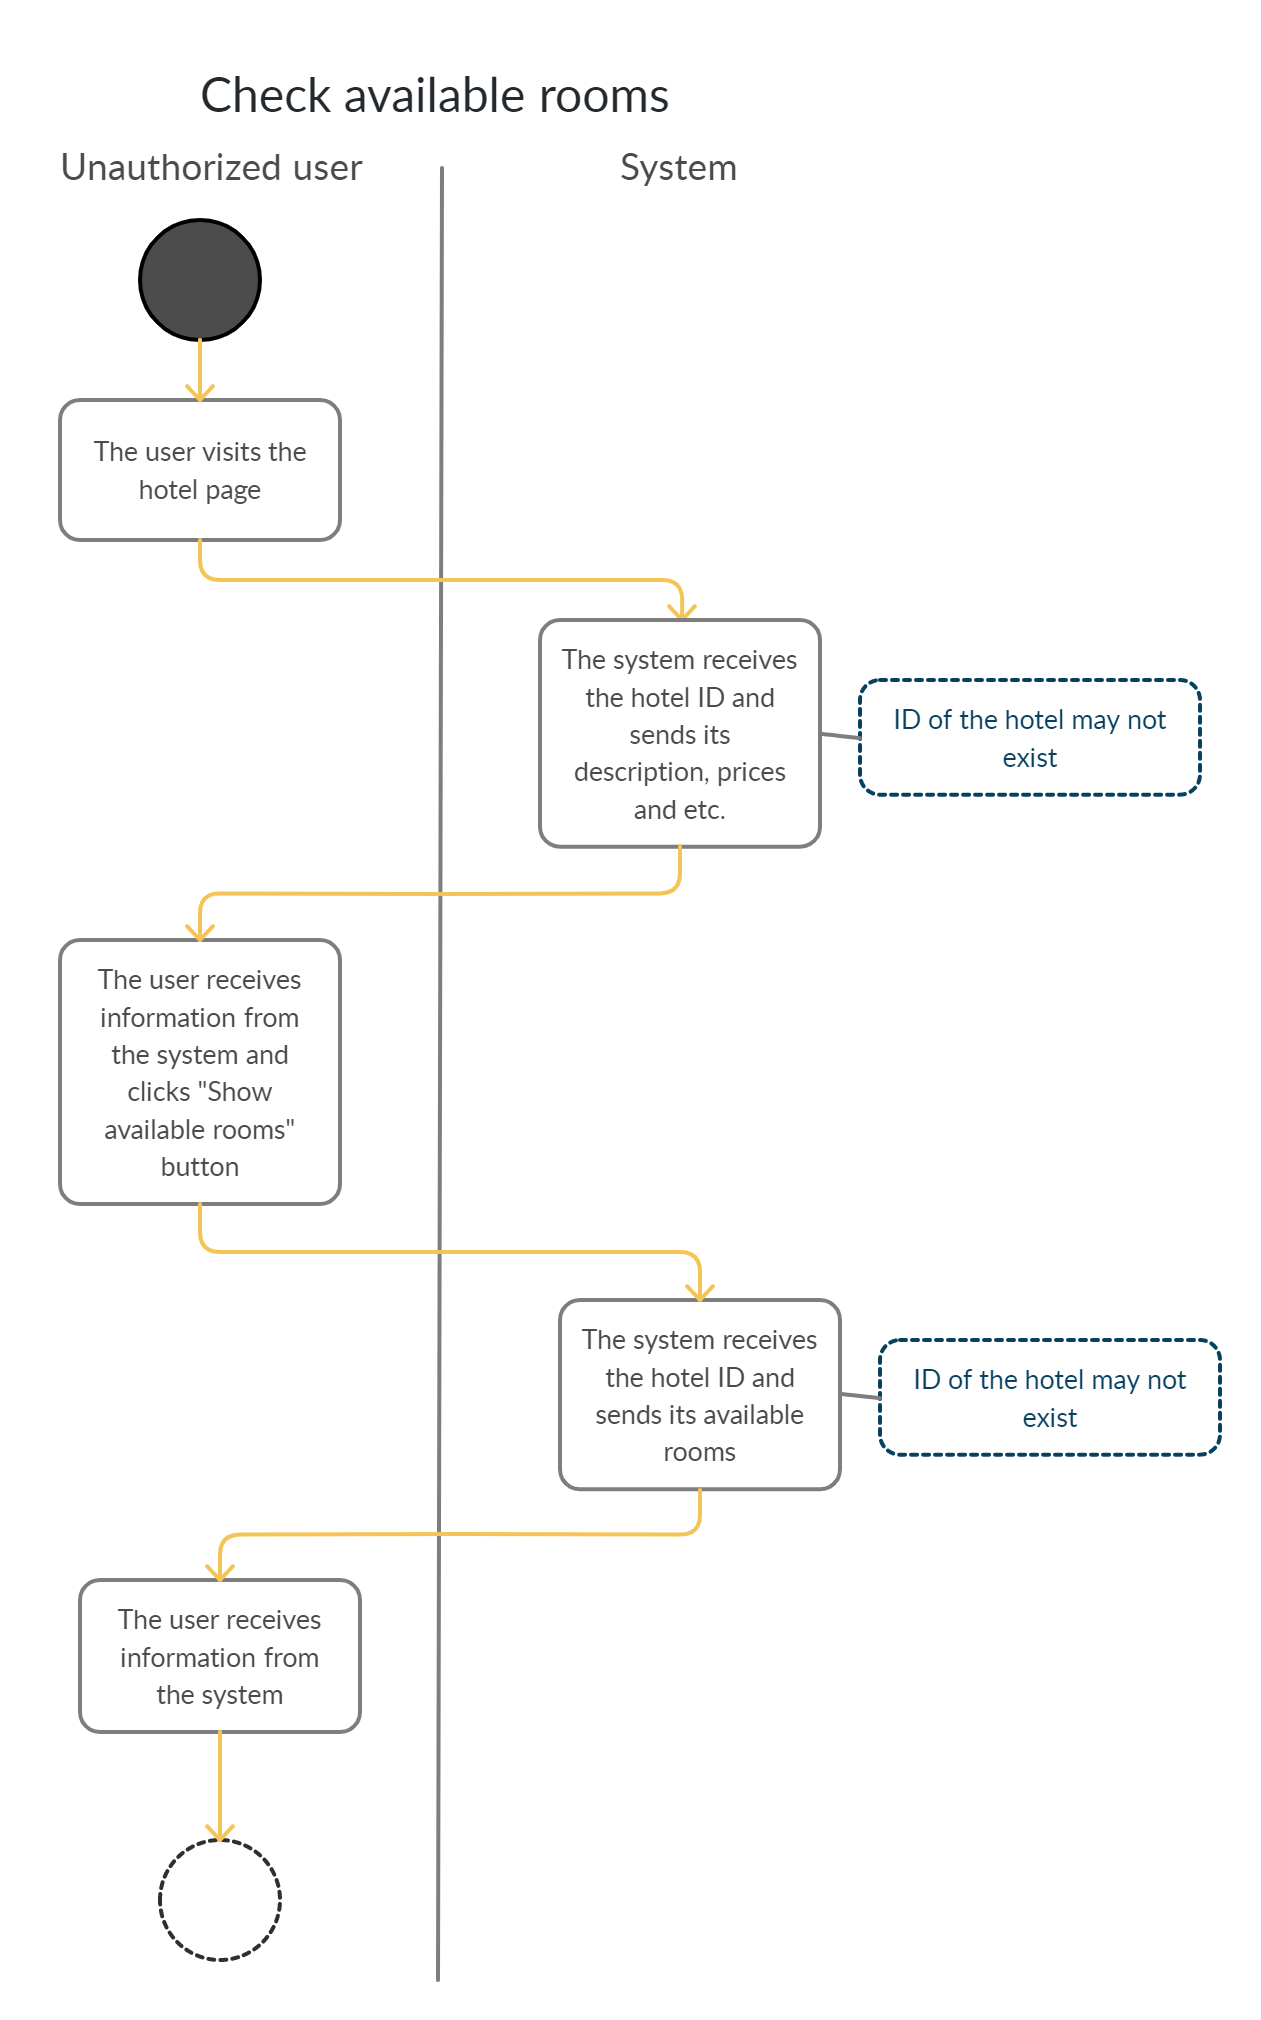 Check available rooms
Unauthorized user
System
The user visits the
hotel page
The system receives
the hotel ID and
sends its
description, prices
and etc.
ID of the hotel may not
exist
The user receives
information from
the system and
clicks "Show
available rooms"
button
The system receives
the hotel ID and
sends its available
rooms
ID of the hotel may not
exist
The user receives
information from
the system